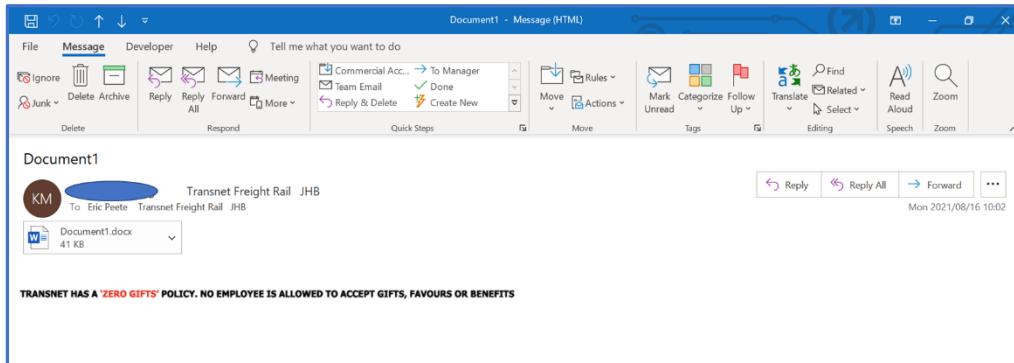 Document1 - Message (HTML)
File Message Developer Help Tell me what you want to do
Ignore
Junk
Delete Archive
Reply Reply All Forward
Meeting
More
Commercial Acc... To Manager
Team Email Done
Reply & Delete Create New
Move
Rules
Actions
Mark Unread Categorize Follow Up
Translate
Find
Related
Select
Read Aloud
Zoom
Delete Respond Quick Steps Move Tags Editing Speech Zoom
Document1
KM Transnet Freight Rail JHB
To Eric Peete Transnet Freight Rail JHB
Reply Reply All Forward
Mon 2021/08/16 10:02
Document1.docx
41 KB
TRANSNET HAS A 'ZERO GIFTS' POLICY. NO EMPLOYEE IS ALLOWED TO ACCEPT GIFTS, FAVOURS OR BENEFITS